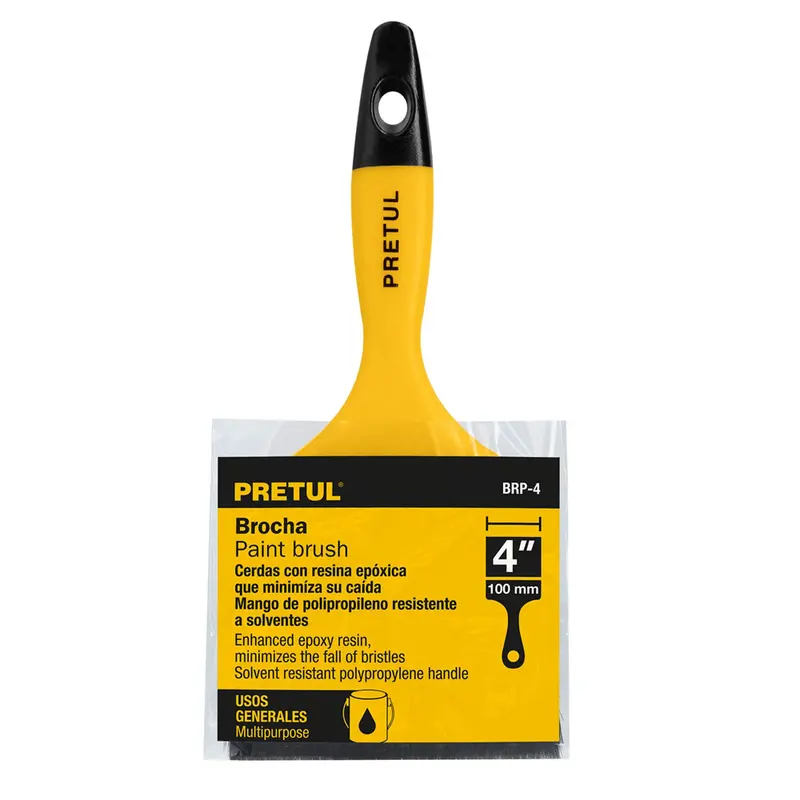 PRETUL
PRETUL®
BRP-4
Brocha
Paint brush
Cerdas con resina epóxica
que minimiza su caída
Mango de polipropileno resistente
a solventes
Enhanced epoxy resin,
minimizes the fall of bristles
Solvent resistant polypropylene handle
4”
100 mm
USOS
GENERALES
Multipurpose